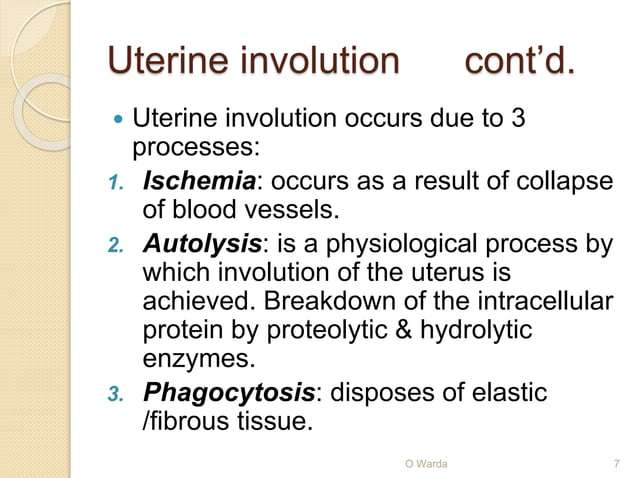 Uterine involution cont’d.
• Uterine involution occurs due to 3
processes:
1. Ischemia: occurs as a result of collapse
of blood vessels.
2. Autolysis: is a physiological process by
which involution of the uterus is
achieved. Breakdown of the intracellular
protein by proteolytic & hydrolytic
enzymes.
3. Phagocytosis: disposes of elastic
/fibrous tissue.
O Warda 7